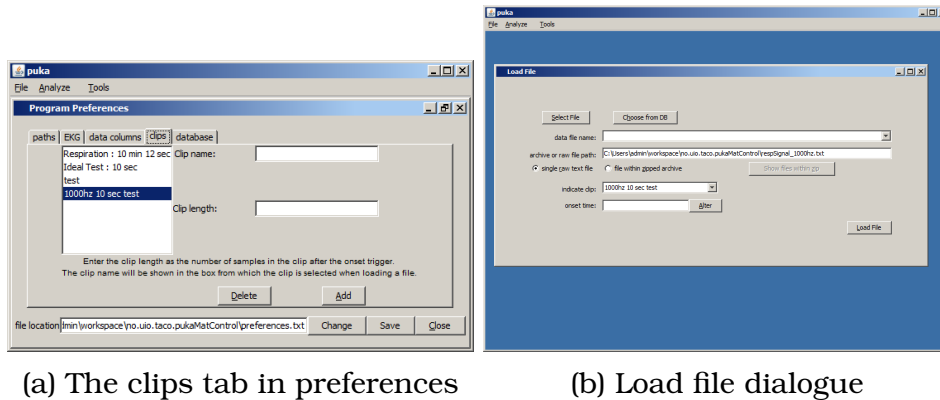 puka
File Analyze Tools
Program Preferences
paths EKG data columns clips database
Respiration : 10 min 12 sec
Ideal Test : 10 sec
test
1000hz 10 sec test
Clip name:
Clip length:
Enter the clip length as the number of samples in the clip after the onset trigger.
The clip name will be shown in the box from which the clip is selected when loading a file.
Delete Add
file location dmin\workspace\no.uio.taco.pukaMatControl\preferences.txt Change Save Close
(a) The clips tab in preferences
puka
File Analyze Tools
Load File
Select File Choose from DB
data file name:
archive or raw file path: C:\Users\admin\workspace\no.uio.taco.pukaMatControl\respSignal_1000hz.txt
single raw text file file within zipped archive Show files within zip
indicate clip: 1000hz 10 sec test
onset time: Alter
Load File
(b) Load file dialogue